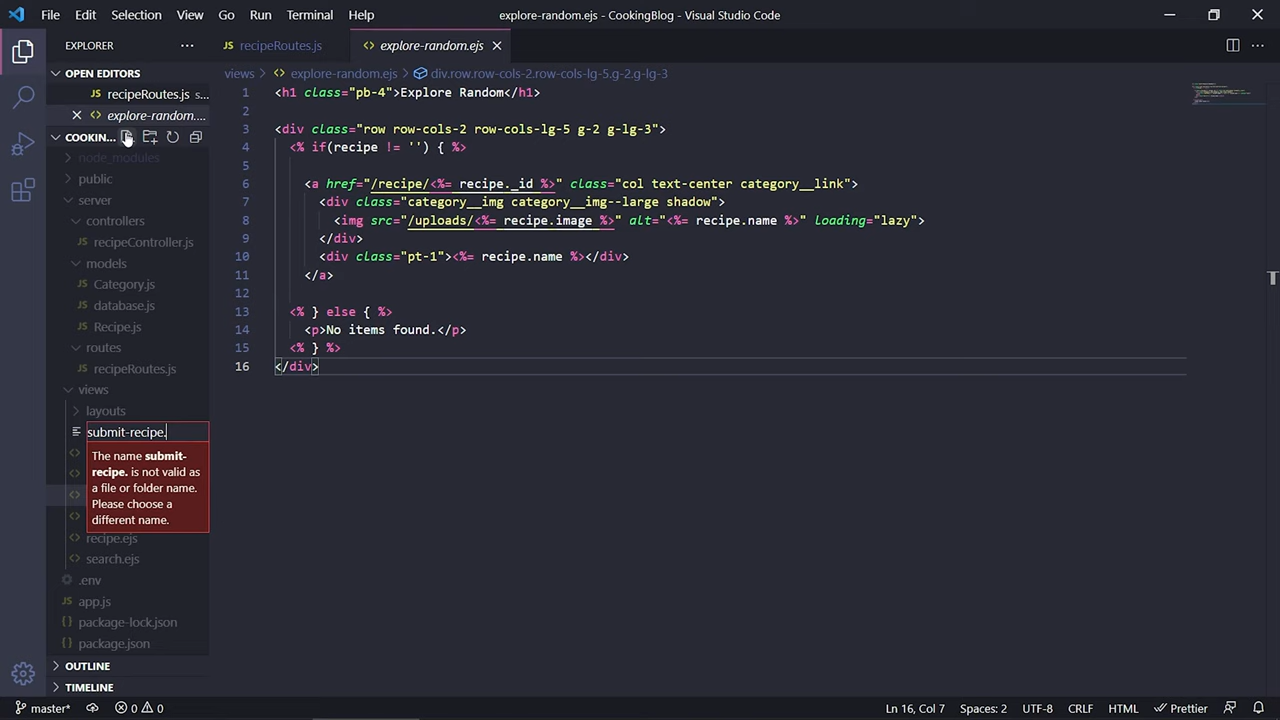 File Edit Selection View Go Run Terminal Help
explore-random.ejs - CookingBlog - Visual Studio Code
EXPLORER
OPEN EDITORS
JS recipeRoutes.js s...
explore-random....
COOKIN...
node_modules
public
server
controllers
JS recipeController.js
models
JS Category.js
JS database.js
JS Recipe.js
routes
JS recipeRoutes.js
views
layouts
submit-recipe.
The name submit-
recipe. is not valid as
a file or folder name.
Please choose a
different name.
recipe.ejs
search.ejs
.env
JS app.js
{} package-lock.json
{} package.json
OUTLINE
TIMELINE
JS recipeRoutes.js
<> explore-random.ejs
views > <> explore-random.ejs > div.row.row-cols-2.row-cols-lg-5.g-2.g-lg-3
1 <h1 class="pb-4">Explore Random</h1>
2
3 <div class="row row-cols-2 row-cols-lg-5 g-2 g-lg-3">
4 <% if(recipe != '') { %>
5
6 <a href="/recipe/<%= recipe._id %>" class="col text-center category__link">
7 <div class="category__img category__img--large shadow">
8 <img src="/uploads/<%= recipe.image %>" alt="<%= recipe.name %>" loading="lazy">
9 </div>
10 <div class="pt-1"><%= recipe.name %></div>
11 </a>
12
13 <% } else { %>
14 <p>No items found.</p>
15 <% } %>
16 </div>
master* 0 0
Ln 16, Col 7 Spaces: 2 UTF-8 CRLF HTML Prettier